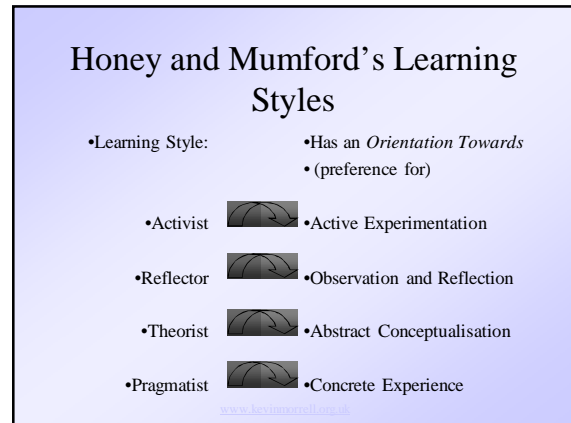 Honey and Mumford's Learning
Styles
•Learning Style:
•Has an Orientation Towards
• (preference for)
•Activist •Active Experimentation
•Reflector •Observation and Reflection
•Theorist •Abstract Conceptualisation
•Pragmatist •Concrete Experience
www.kevinmorrell.org.uk